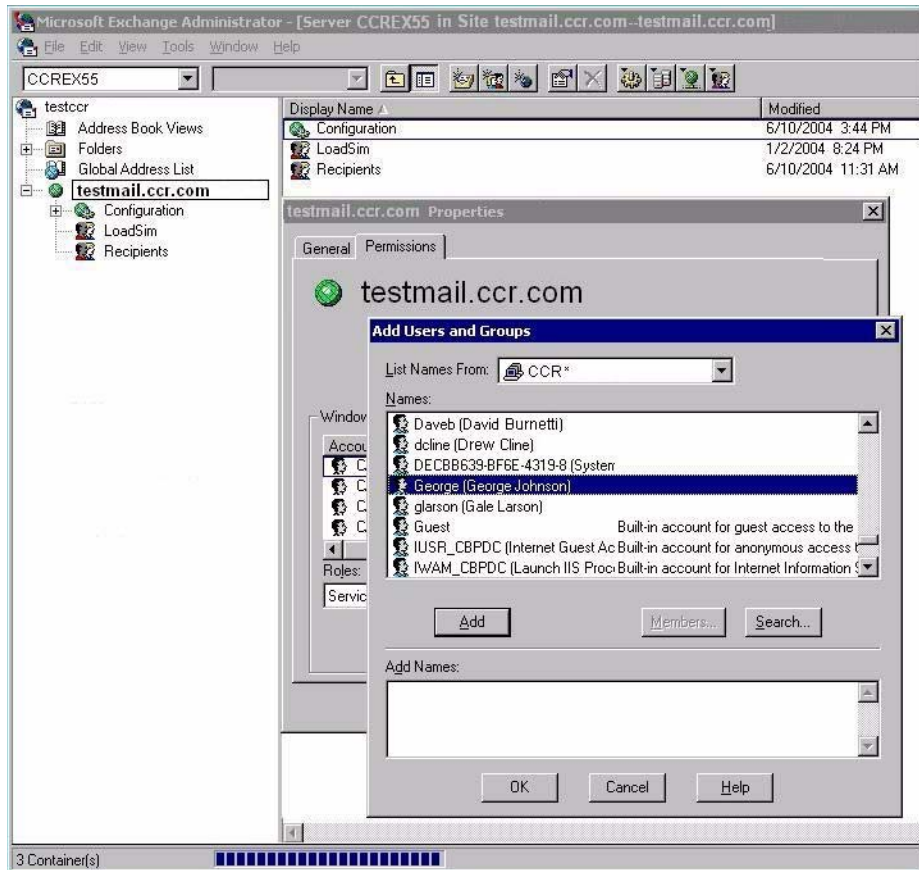 Microsoft Exchange Administrator - [Server CCREX55 in Site testmail.ccr.com--testmail.ccr.com]
File Edit View Tools Window Help
CCREX55
testccr
Address Book Views
Folders
Global Address List
testmail.ccr.com
Configuration
LoadSim
Recipients
Display Name Modified
Configuration 6/10/2004 3:44 PM
LoadSim 1/2/2004 8:24 PM
Recipients 6/10/2004 11:31 AM
testmail.ccr.com Properties
General Permissions
testmail.ccr.com
Window
Accou
C
C
C
C
Roles:
Servic
Add Users and Groups
List Names From: CCR*
Names:
Daveb (David Burnetti)
dcline (Drew Cline)
DECBB639-BF6E-4319-8 (System
George (George Johnson)
glarson (Gale Larson)
Guest Built-in account for guest access to the
IUSR_CBPDC (Internet Guest Ac Built-in account for anonymous access t
IWAM_CBPDC (Launch IIS Proc Built-in account for Internet Information S
Add Members... Search...
Add Names:
OK Cancel Help
3 Container(s)